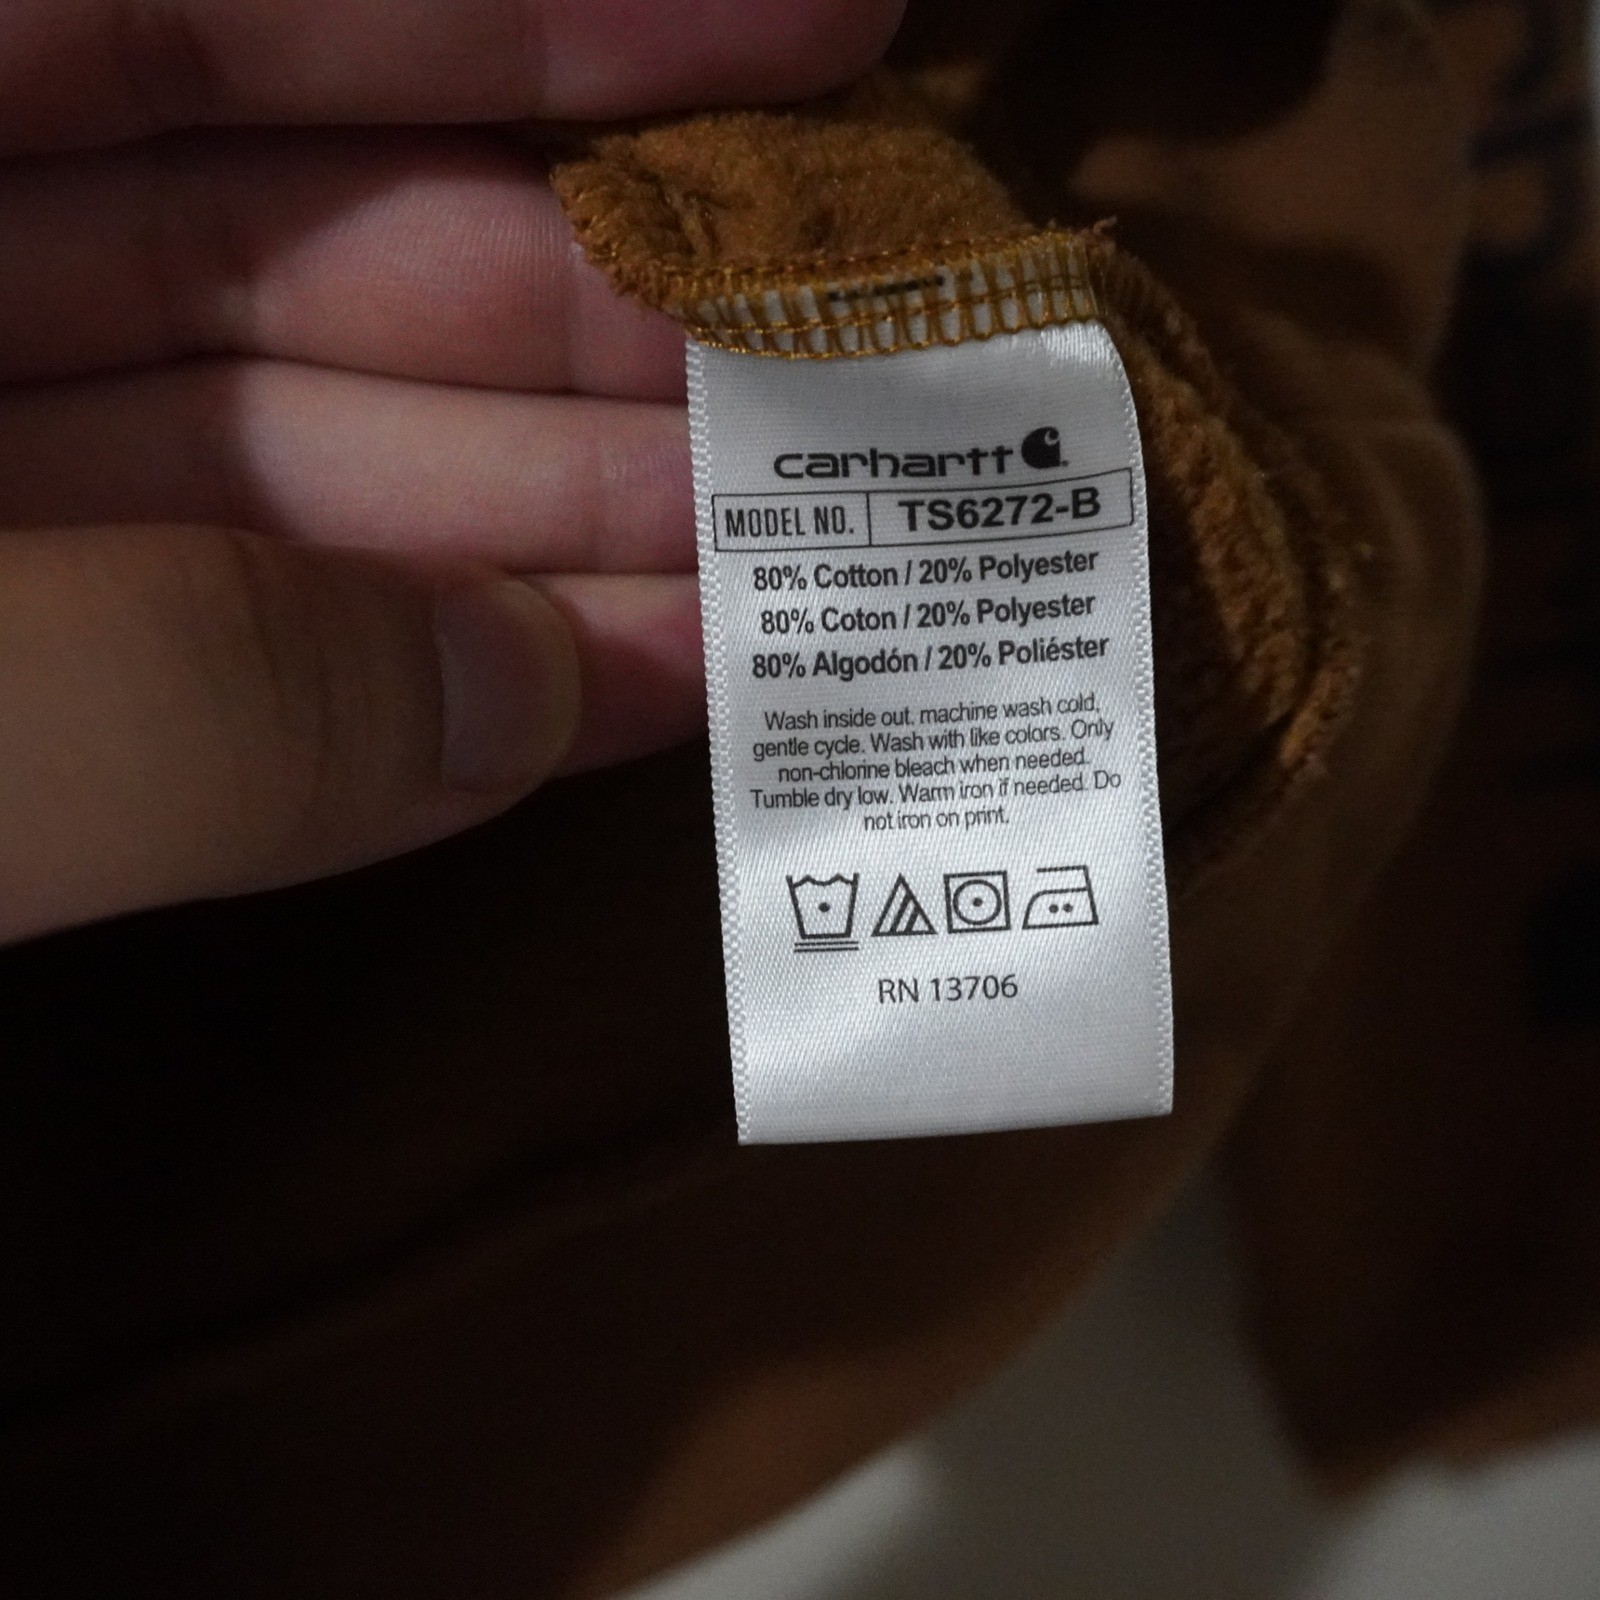 carhartt
MODEL NO. TS6272-B
80% Cotton / 20% Polyester
80% Coton / 20% Polyester
80% Algodón / 20% Poliéster
Wash inside out, machine wash cold,
gentle cycle. Wash with like colors. Only
non-chlorine bleach when needed.
Tumble dry low. Warm iron if needed. Do
not iron on print.
RN 13706